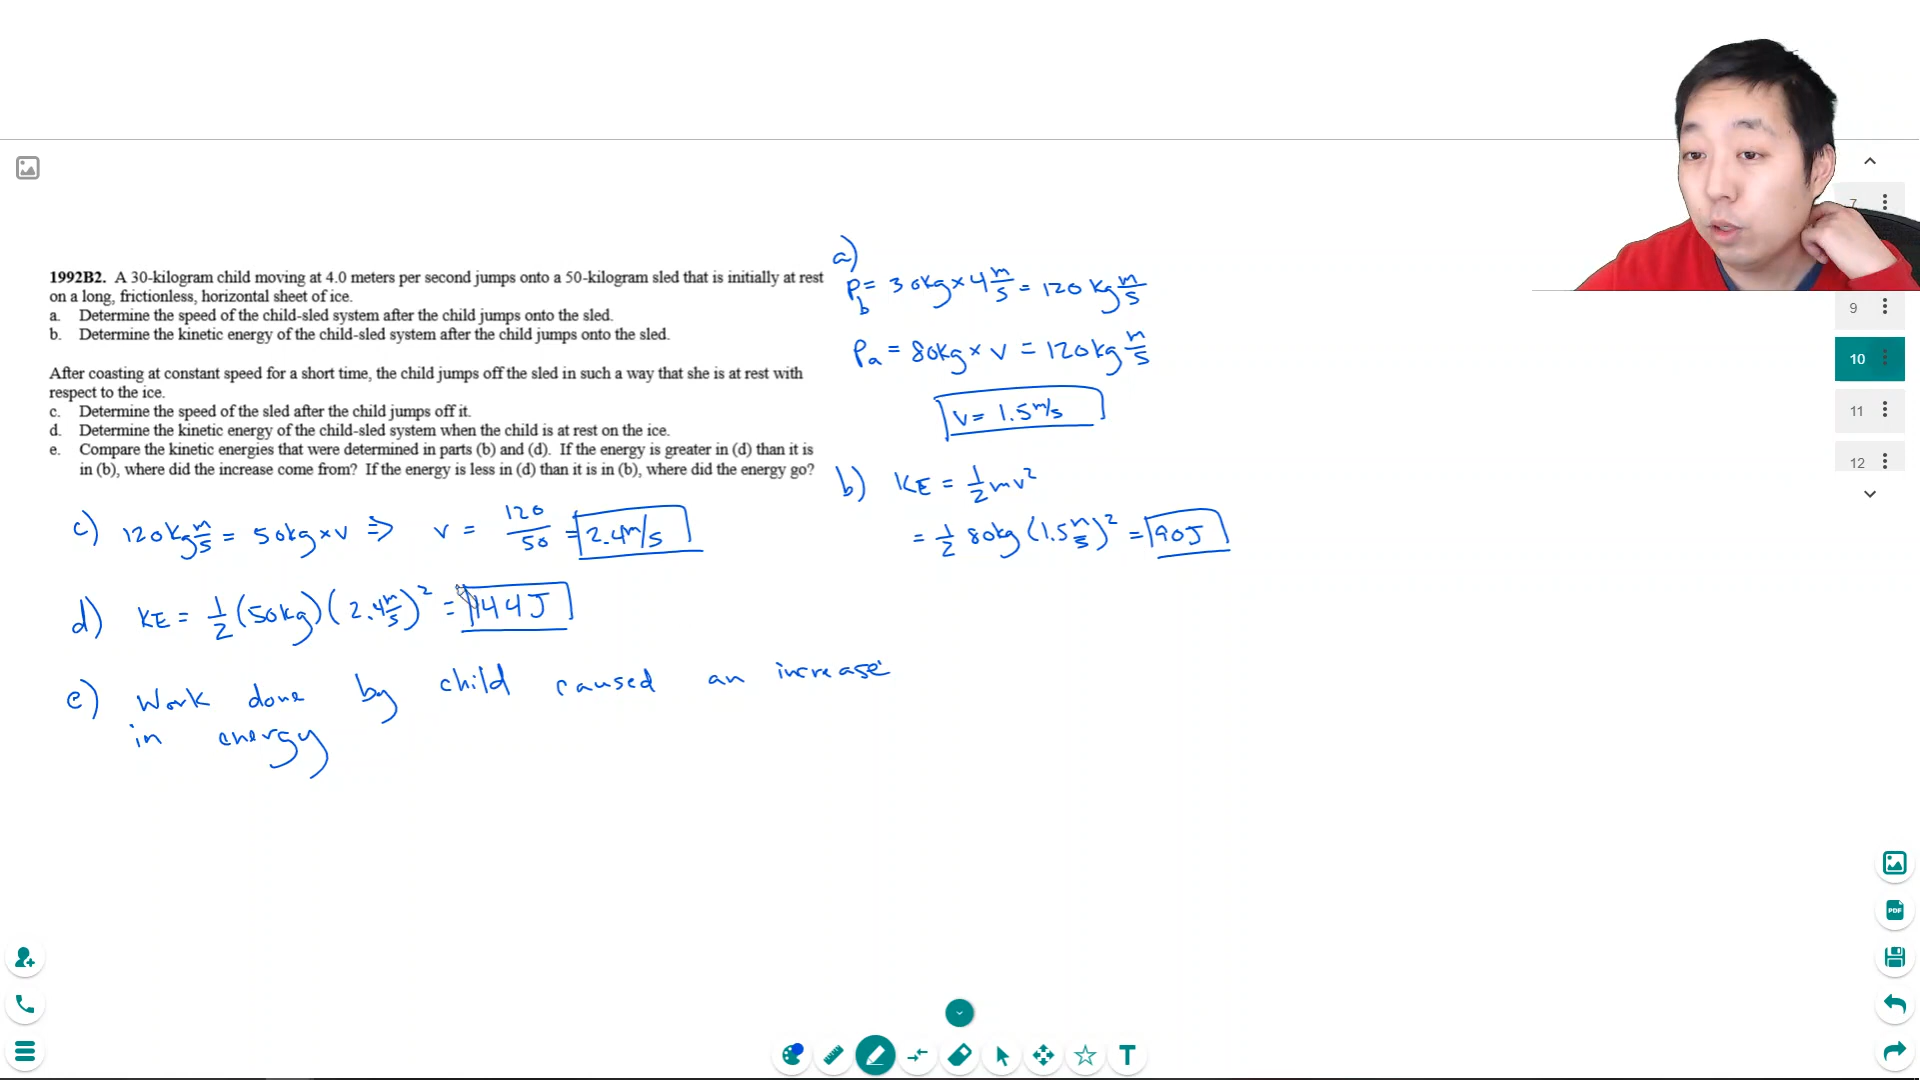 1992B2. A 30-kilogram child moving at 4.0 meters per second jumps onto a 50-kilogram sled that is initially at rest
on a long, frictionless, horizontal sheet of ice.
a. Determine the speed of the child-sled system after the child jumps onto the sled.
b. Determine the kinetic energy of the child-sled system after the child jumps onto the sled.
After coasting at constant speed for a short time, the child jumps off the sled in such a way that she is at rest with
respect to the ice.
c. Determine the speed of the sled after the child jumps off it.
d. Determine the kinetic energy of the child-sled system when the child is at rest on the ice.
e. Compare the kinetic energies that were determined in parts (b) and (d). If the energy is greater in (d) than it is
in (b), where did the increase come from? If the energy is less in (d) than it is in (b), where did the energy go?
a)
P_b = 30kg × 4 m/s = 120 kg m/s
P_a = 80kg × v = 120 kg m/s
v = 1.5 m/s
b) KE = 1/2 mv²
= 1/2 80kg (1.5 m/s)² = 90J
c) 120 kg m/s = 50kg × v ⇒ v = 120/50 = 2.4 m/s
d) KE = 1/2 (50kg)(2.4 m/s)² = 144J
e) Work done by child caused an increase
in energy
7
9
10
11
12
PDF
T